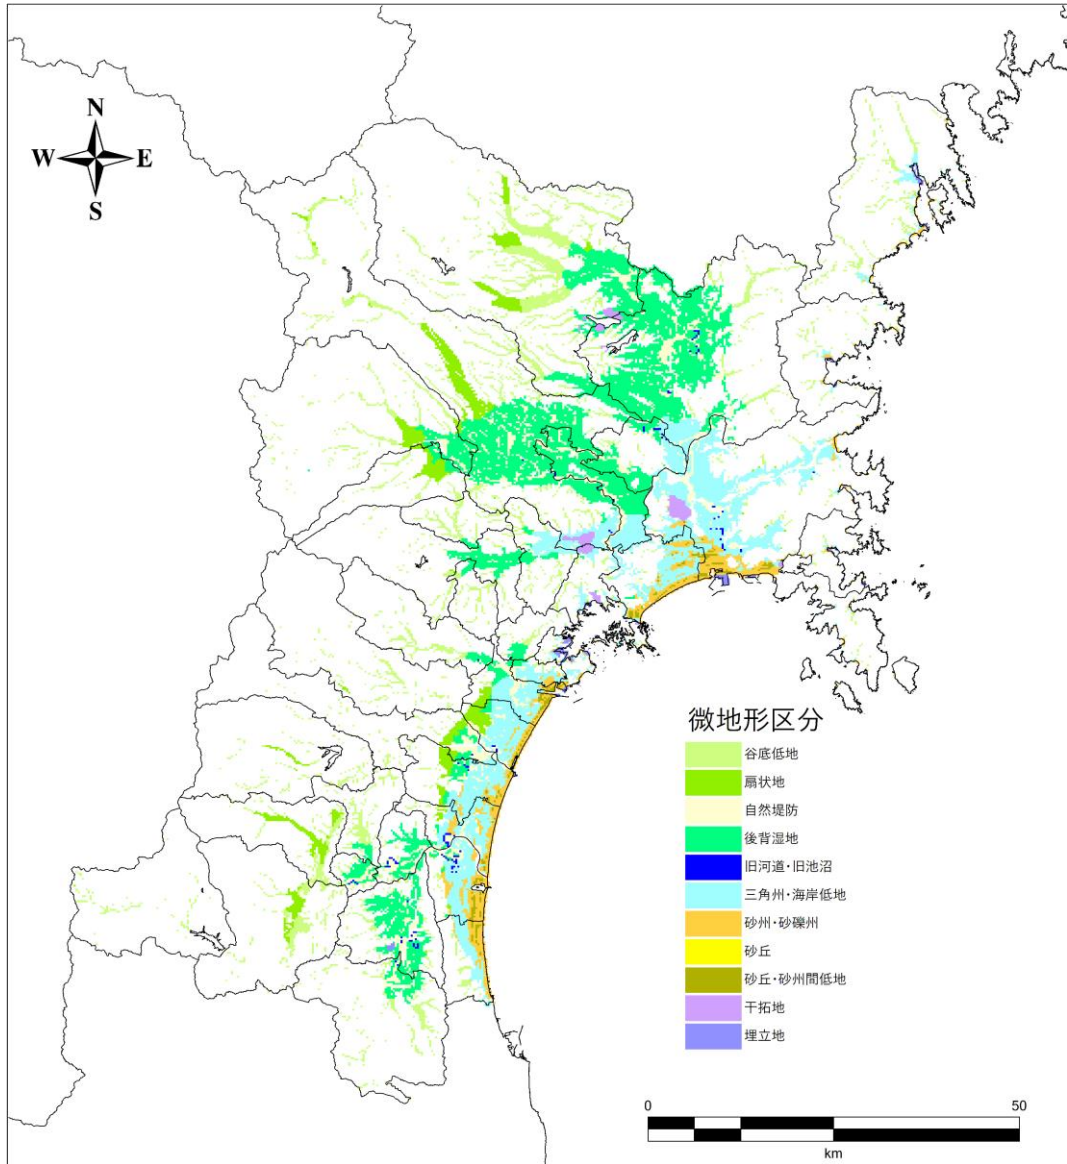 N
W E
S
微地形区分
谷底低地
扇状地
自然堤防
後背湿地
旧河道・旧池沼
三角州・海岸低地
砂州・砂礫州
砂丘
砂丘・砂州間低地
干拓地
埋立地
0 50
km